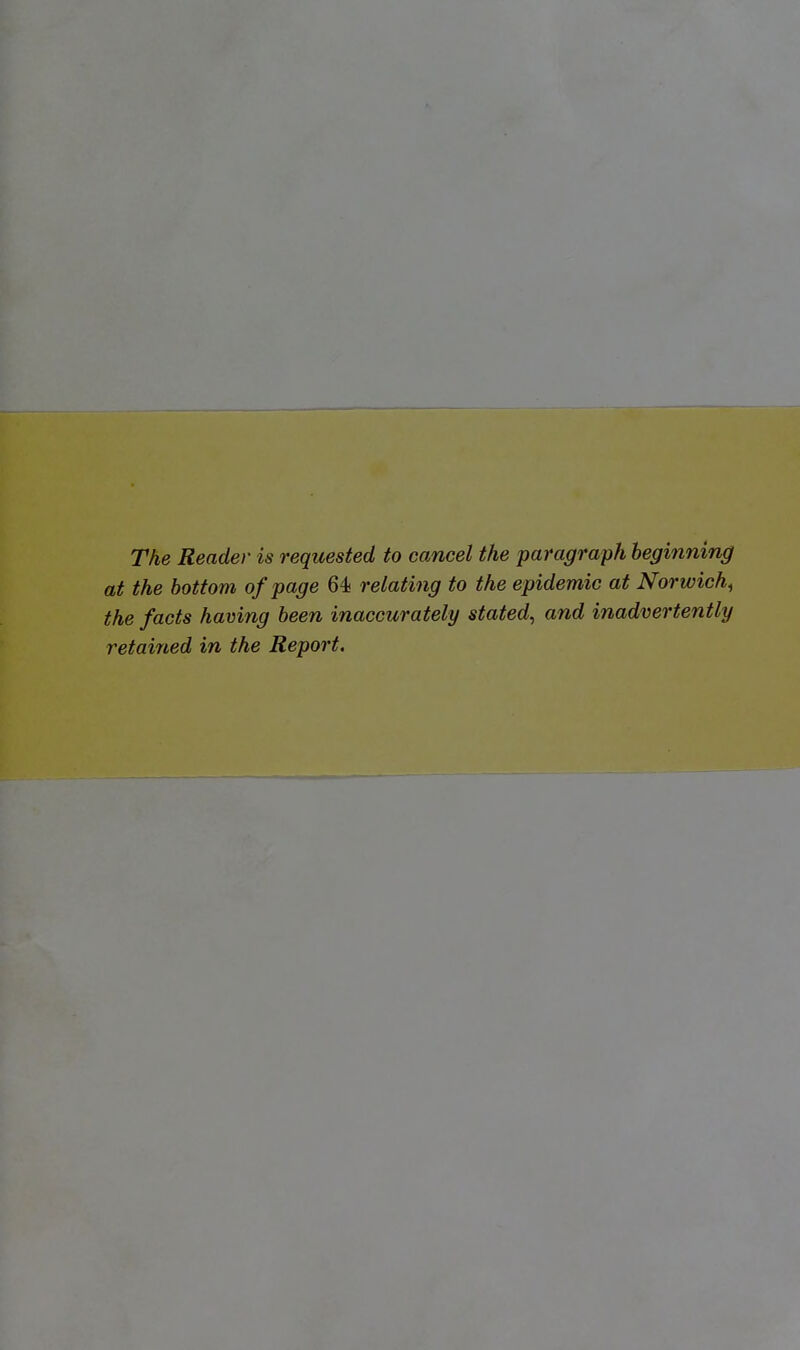 The Reader is requested to cancel the paragraph beginning
at the bottom of page 64 relating to the epidemic at Norwich,
the facts having been inaccurately stated, and inadvertently
retained in the Report.